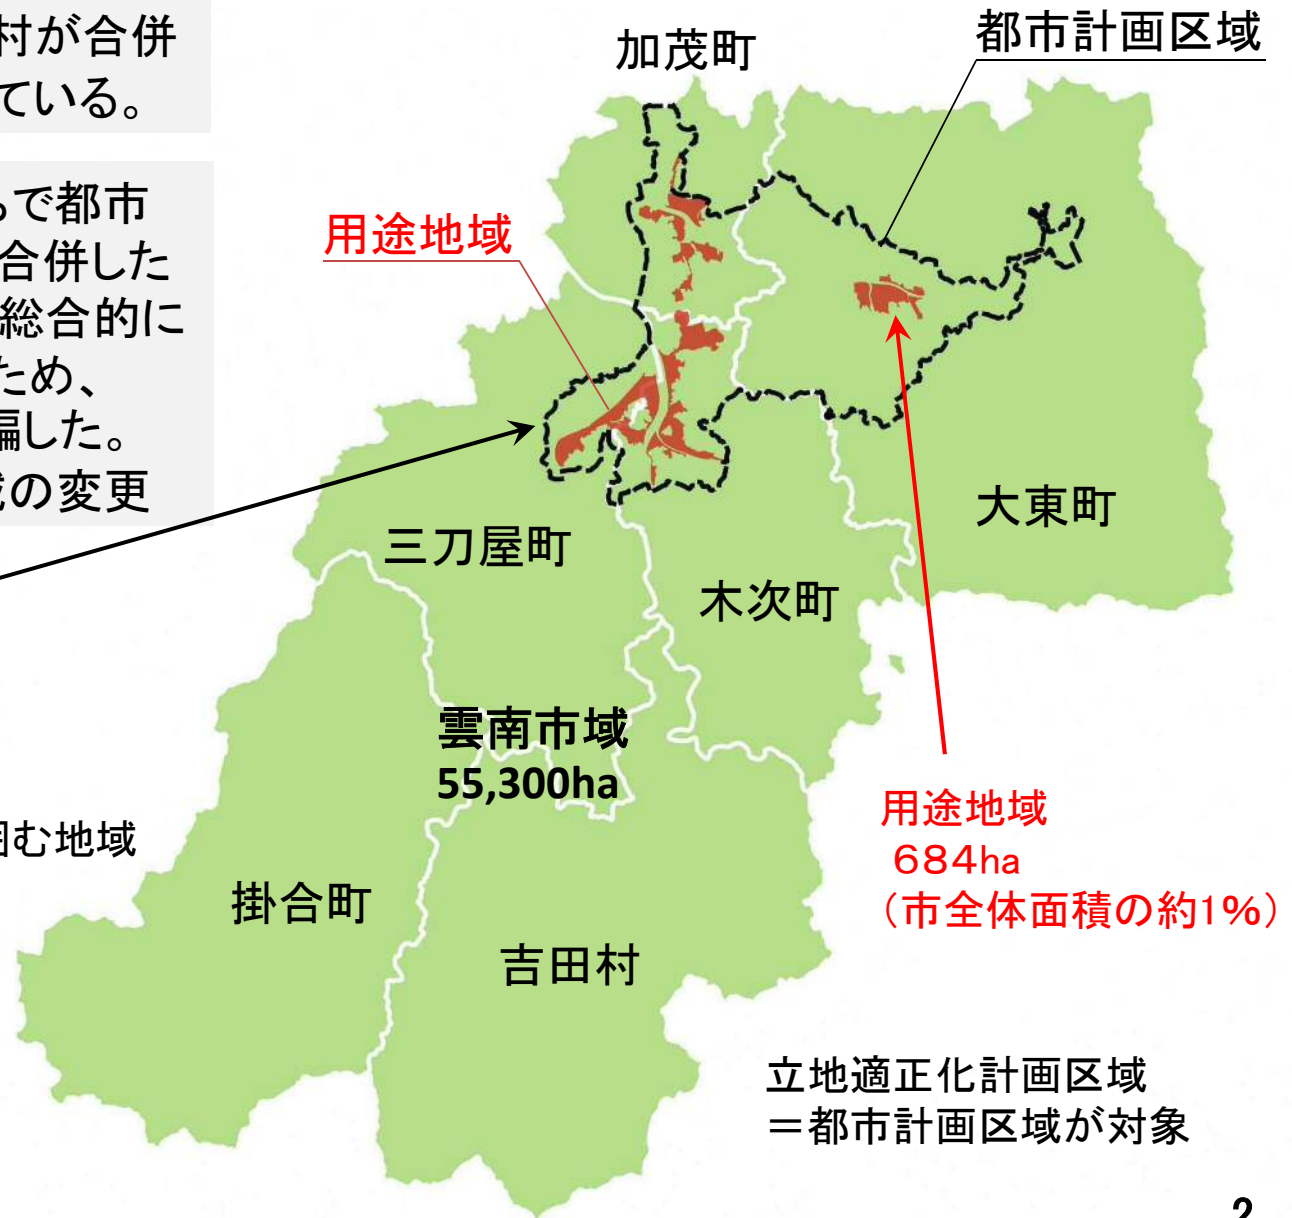 村が合併
ている。
で都市
合併した
総合的に
ため、
編した。
の変更
加茂町
都市計画区域
用途地域
大東町
三刀屋町
木次町
雲南市域
55,300ha
用途地域
684ha
(市全体面積の約1%)
む地域
掛合町
吉田村
立地適正化計画区域
=都市計画区域が対象
2